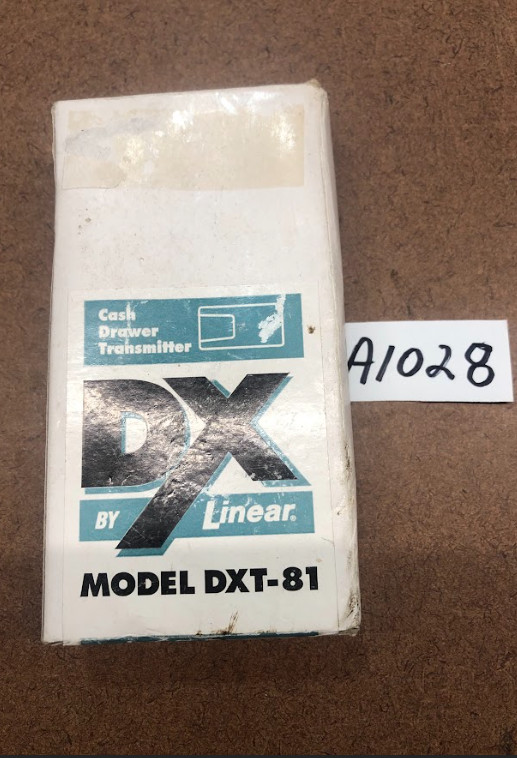 Cash
Drawer
Transmitter
A1028
DX
BY Linear®
MODEL DXT-81